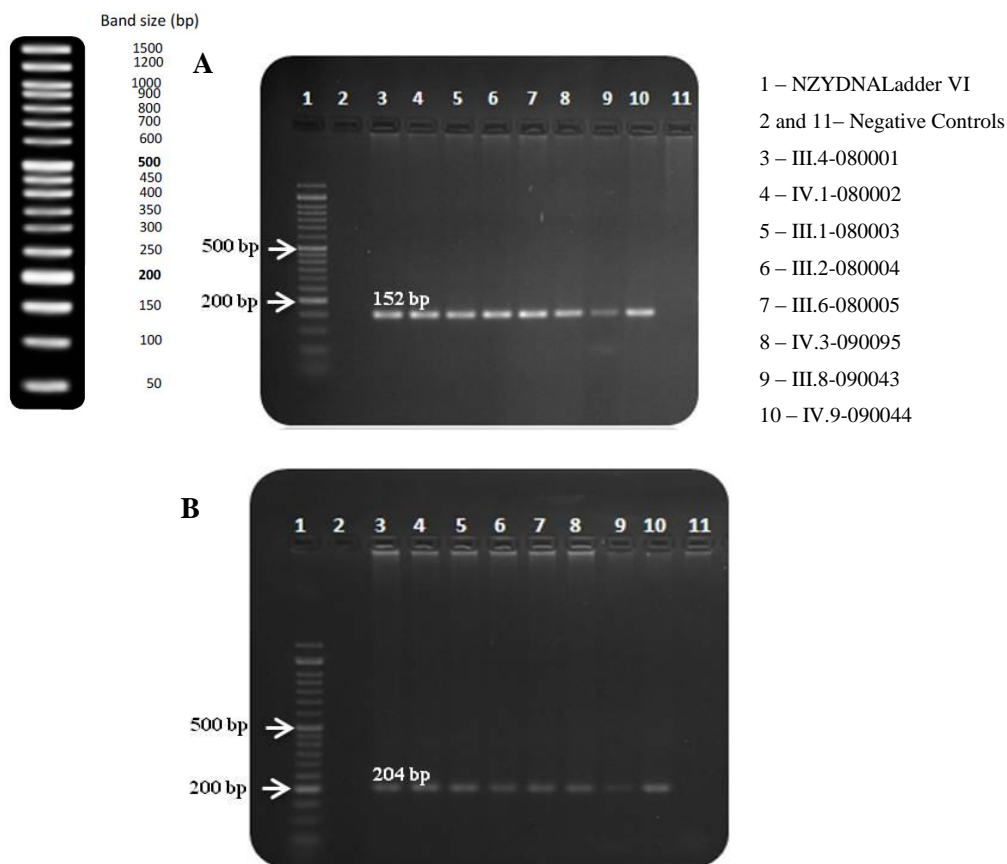 Band size (bp)
1500
1200
1000
900
800
700
600
500
450
400
350
300
250
200
150
100
50
A
1 2 3 4 5 6 7 8 9 10 11
500 bp
200 bp
152 bp
1 – NZYDNALadder VI
2 and 11– Negative Controls
3 – III.4-080001
4 – IV.1-080002
5 – III.1-080003
6 – III.2-080004
7 – III.6-080005
8 – IV.3-090095
9 – III.8-090043
10 – IV.9-090044
B
1 2 3 4 5 6 7 8 9 10 11
500 bp
204 bp
200 bp